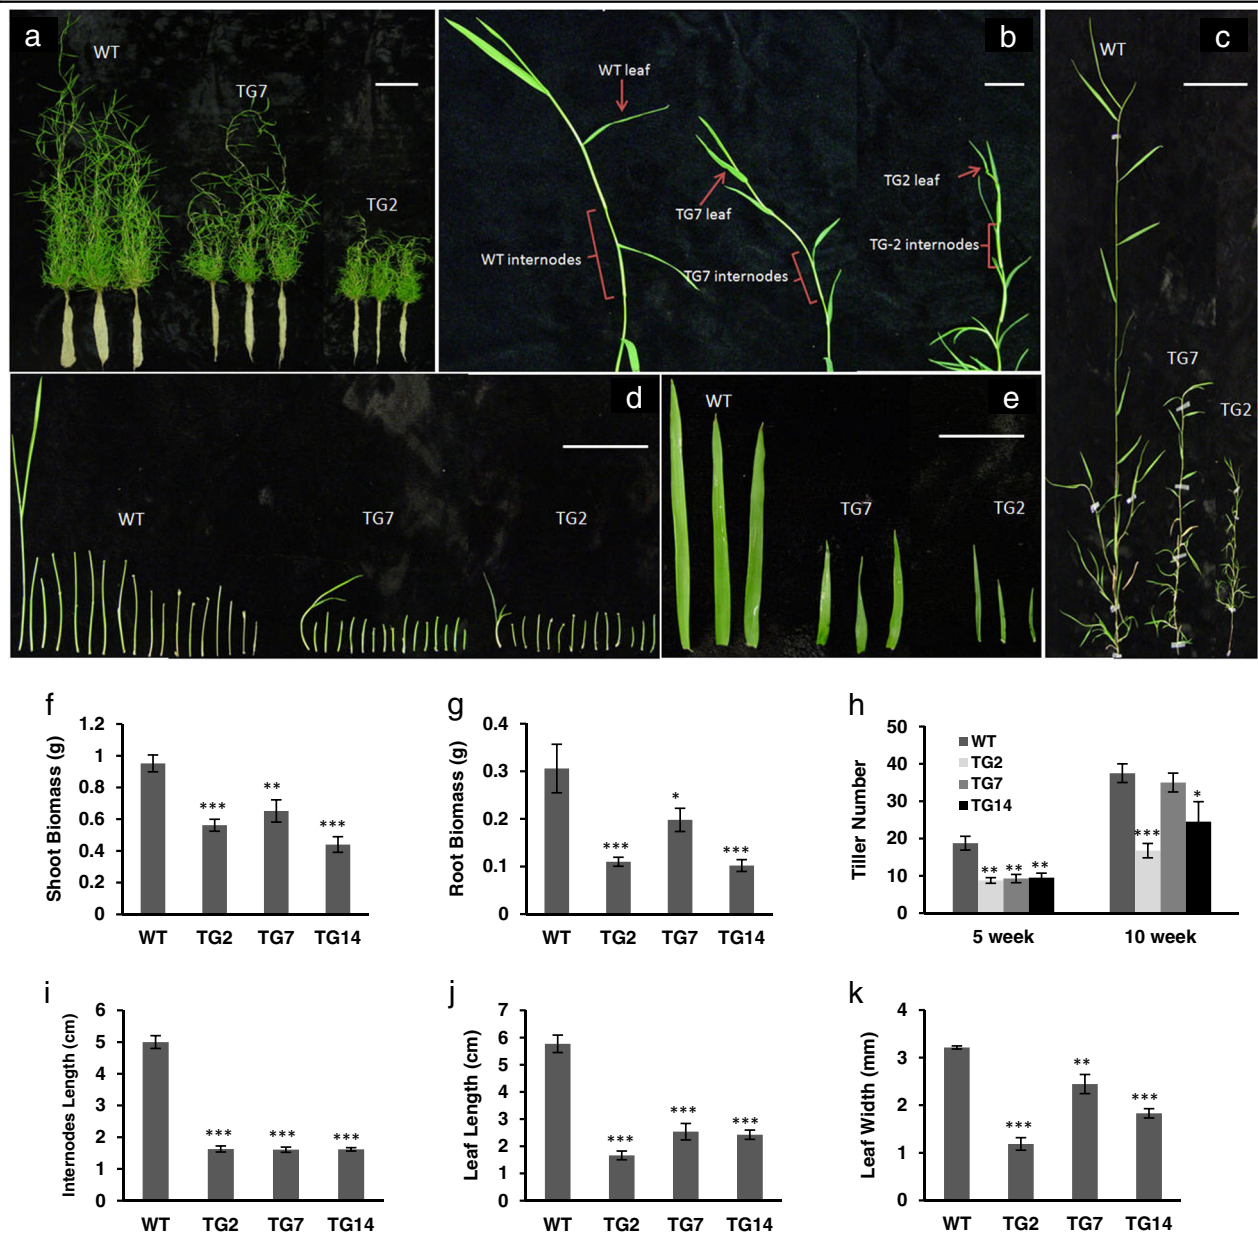 a
WT
TG7
TG2
b
WT leaf
TG7 leaf
TG2 leaf
WT internodes
TG7 internodes
TG-2 internodes
c
WT
TG7
TG2
d
WT
TG7
TG2
e
WT
TG7
TG2
f
Shoot Biomass (g)
1.2
1
0.8
0.6
0.4
0.2
0
***
**
***
WT TG2 TG7 TG14
g
Root Biomass (g)
0.4
0.3
0.2
0.1
0
***
*
***
WT TG2 TG7 TG14
h
Tiller Number
50
40
30
20
10
0
WT
TG2
TG7
TG14
** ** **
***
*
5 week 10 week
i
Internodes Length (cm)
6
5
4
3
2
1
0
*** *** ***
WT TG2 TG7 TG14
j
Leaf Length (cm)
7
6
5
4
3
2
1
0
***
***
***
WT TG2 TG7 TG14
k
Leaf Width (mm)
4
3
2
1
0
***
**
***
WT TG2 TG7 TG14